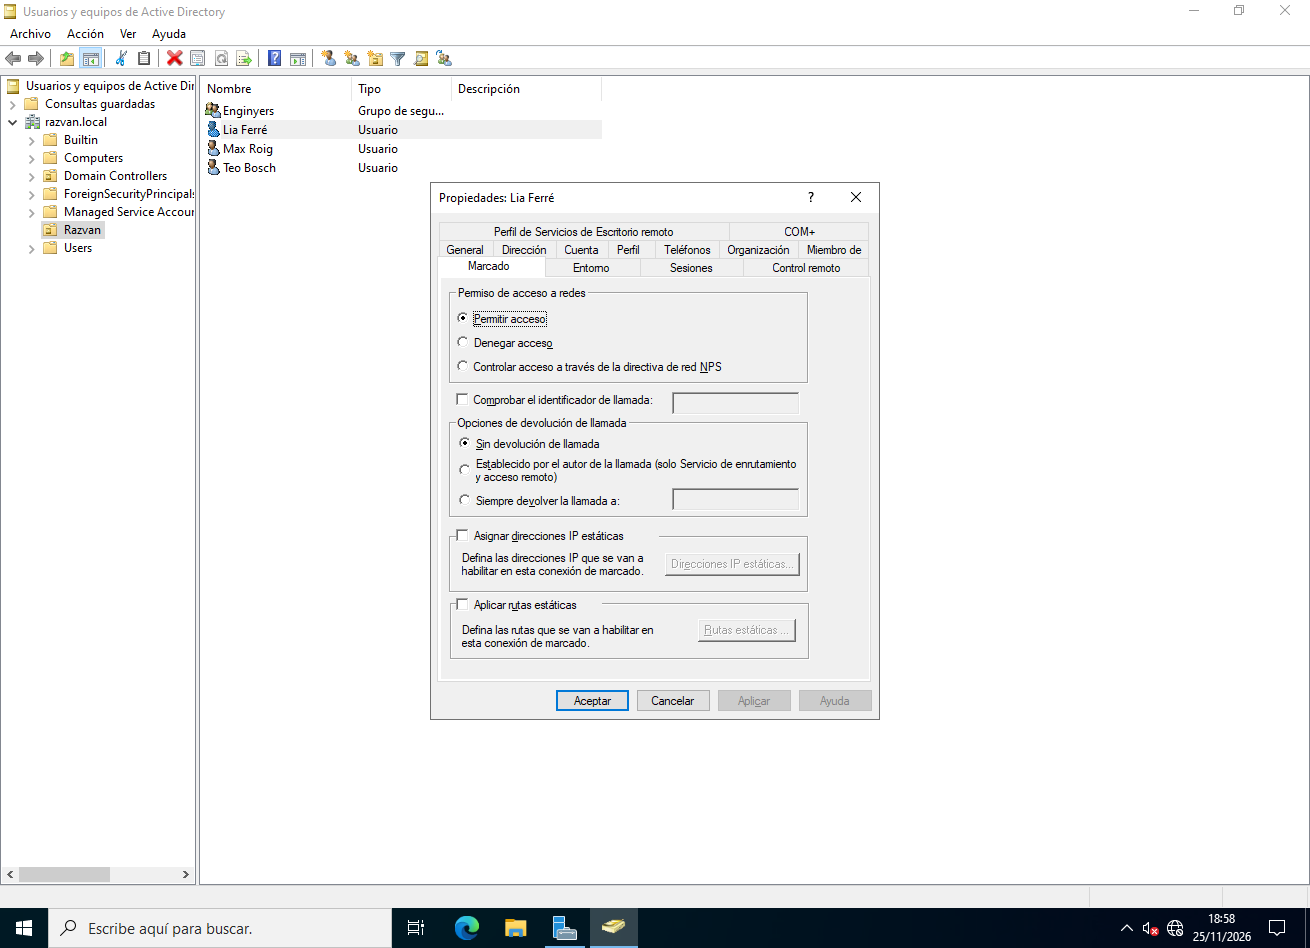 Usuarios y equipos de Active Directory
Archivo Acción Ver Ayuda
Usuarios y equipos de Active Dir
Consultas guardadas
razvan.local
Builtin
Computers
Domain Controllers
ForeignSecurityPrincipals
Managed Service Accour
Razvan
Users
Nombre Tipo Descripción
Enginyers Grupo de segu...
Lia Ferré Usuario
Max Roig Usuario
Teo Bosch Usuario
Propiedades: Lia Ferré ?
Perfil de Servicios de Escritorio remoto COM+
General Dirección Cuenta Perfil Teléfonos Organización Miembro de
Marcado Entorno Sesiones Control remoto
Permiso de acceso a redes
Permitir acceso
Denegar acceso
Controlar acceso a través de la directiva de red NPS
Comprobar el identificador de llamada:
Opciones de devolución de llamada
Sin devolución de llamada
Establecido por el autor de la llamada (solo Servicio de enrutamiento
y acceso remoto)
Siempre devolver la llamada a:
Asignar direcciones IP estáticas
Defina las direcciones IP que se van a
habilitar en esta conexión de marcado.
Direcciones IP estáticas...
Aplicar rutas estáticas
Defina las rutas que se van a habilitar en
esta conexión de marcado.
Rutas estáticas ...
Aceptar Cancelar Aplicar Ayuda
Escribe aquí para buscar.
18:58
25/11/2026